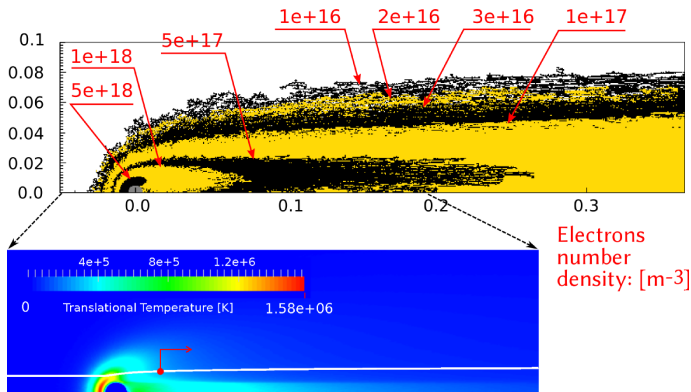 1e+16
2e+16
3e+16
1e+17
5e+17
1e+18
5e+18
0.1
0.08
0.06
0.04
0.02
0.0
0.0
0.1
0.2
0.3
Electrons
number
density: [m-3]
4e+5
8e+5
1.2e+6
0
Translational Temperature [K]
1.58e+06